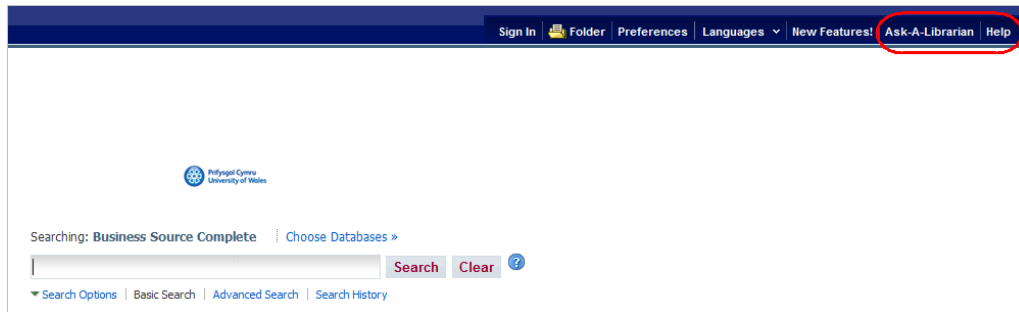 Sign In Folder Preferences Languages New Features! Ask-A-Librarian Help
Prifysgol Cymru
University of Wales
Searching: Business Source Complete Choose Databases »
Search Clear ?
Search Options Basic Search Advanced Search Search History